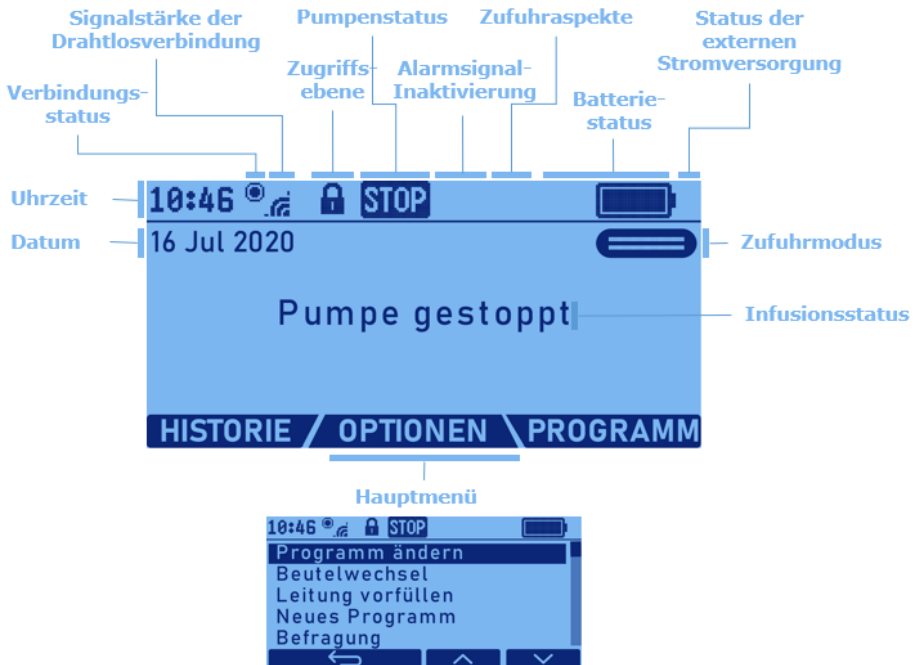 Signalstärke der
Drahtlosverbindung
Pumpenstatus
Zufuhraspekte
Status der
externen
Stromversorgung
Verbindungs-
status
Zugriffs-
ebene
Alarmsignal-
Inaktivierung
Batterie-
status
Uhrzeit
10:46 STOP
Datum
16 Jul 2020
Zufuhrmodus
Pumpe gestoppt
Infusionsstatus
HISTORIE / OPTIONEN \ PROGRAMM
Hauptmenü
10:46 STOP
Programm ändern
Beutelwechsel
Leitung vorfüllen
Neues Programm
Befragung